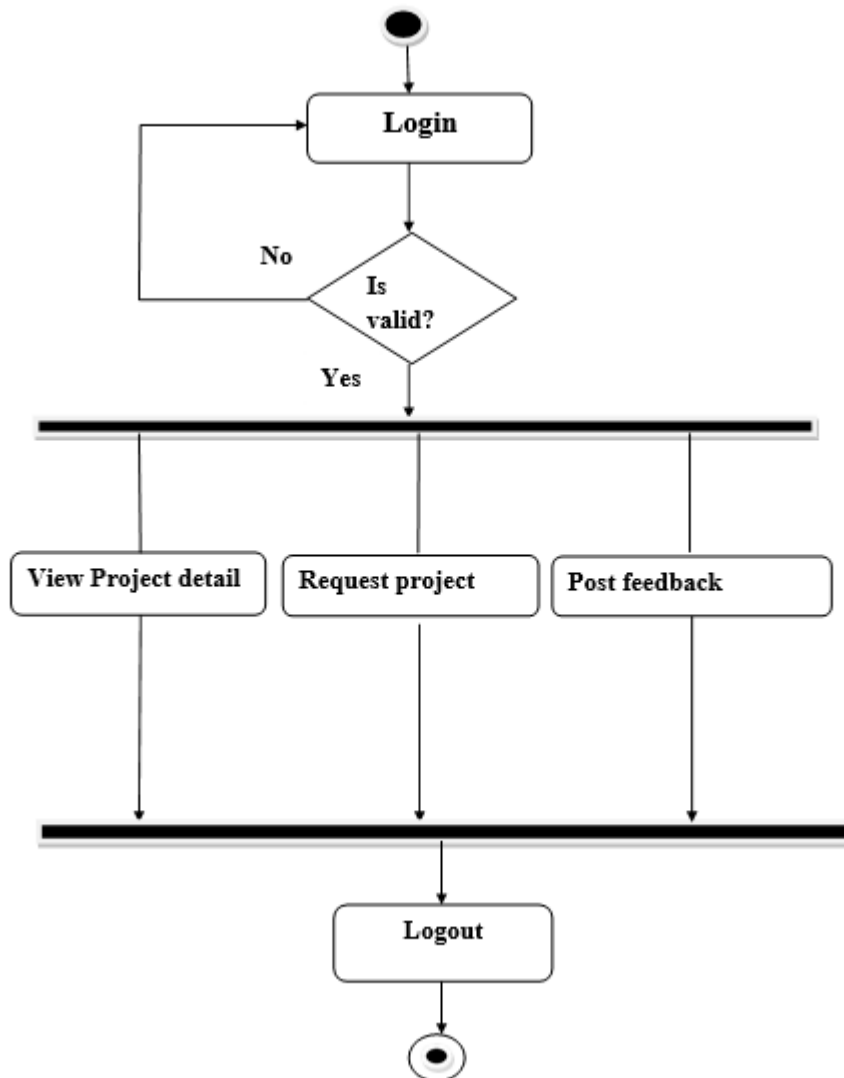 Login
No
Is
valid?
Yes
View Project detail
Request project
Post feedback
Logout